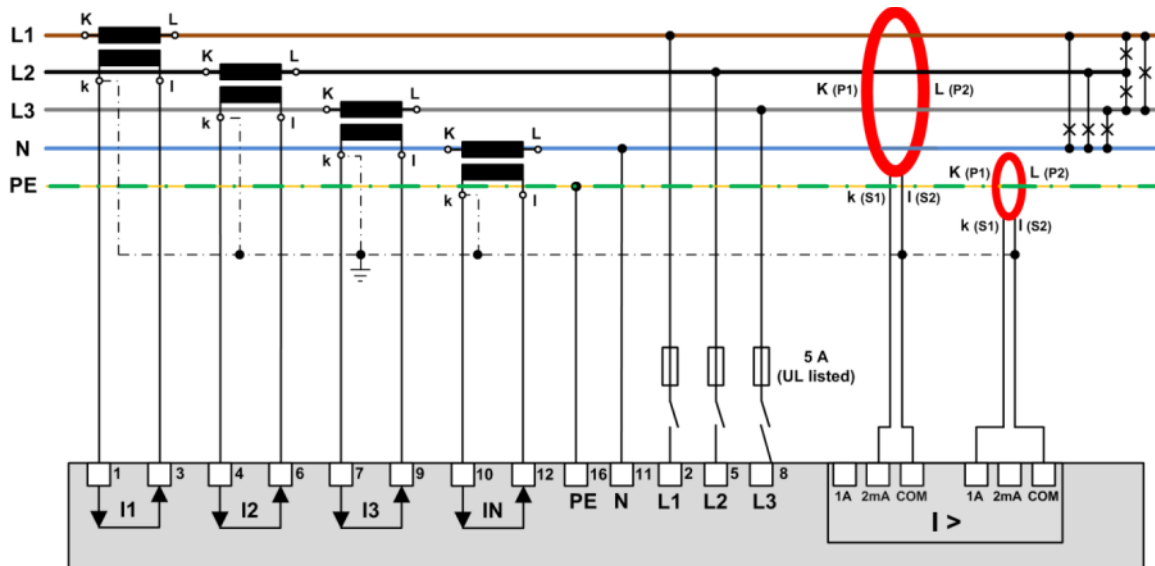 K L
L1
K L
L2
k l
K (P1) L (P2)
K L
L3
k l
K L
N
k l
K (P1) L (P2)
PE
k l
k (S1) l (S2)
k (S1) l (S2)
5 A
(UL listed)
1 3 4 6 7 9 10 12 16 11 2 5 8
1A 2mA COM 1A 2mA COM
I1 I2 I3 IN PE N L1 L2 L3
I >